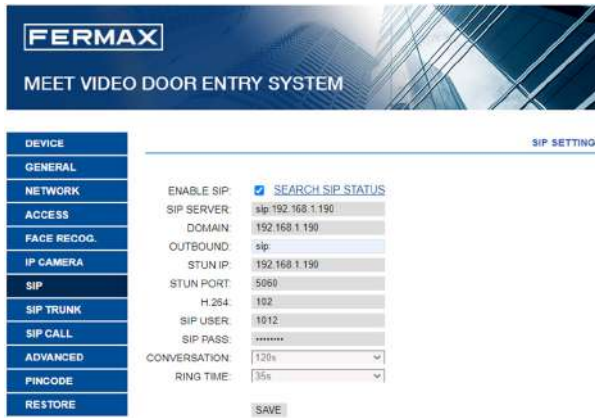 FERMAX
MEET VIDEO DOOR ENTRY SYSTEM
DEVICE
GENERAL
NETWORK
ACCESS
FACE RECOG.
IP CAMERA
SIP
SIP TRUNK
SIP CALL
ADVANCED
PINCODE
RESTORE
SIP SETTING
ENABLE SIP: SEARCH SIP STATUS
SIP SERVER: sip:192.168.1.190
DOMAIN: 192.168.1.190
OUTBOUND: sip:
STUN IP: 192.168.1.190
STUN PORT: 5060
H.264: 102
SIP USER: 1012
SIP PASS: ••••••••
CONVERSATION: 120s
RING TIME: 35s
SAVE